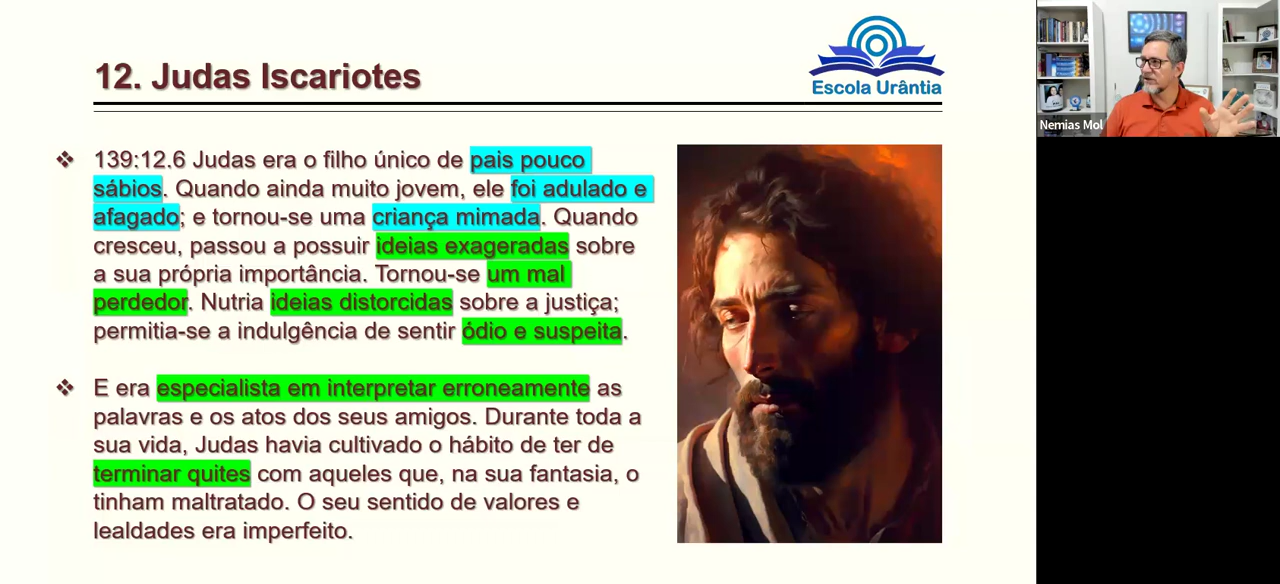 12. Judas Iscariotes
Escola Urântia
Nemias Mol
❖ 139:12.6 Judas era o filho único de pais pouco
sábios. Quando ainda muito jovem, ele foi adulado e
afagado; e tornou-se uma criança mimada. Quando
cresceu, passou a possuir ideias exageradas sobre
a sua própria importância. Tornou-se um mal
perdedor. Nutria ideias distorcidas sobre a justiça;
permitia-se a indulgência de sentir ódio e suspeita.
❖ E era especialista em interpretar erroneamente as
palavras e os atos dos seus amigos. Durante toda a
sua vida, Judas havia cultivado o hábito de ter de
terminar quites com aqueles que, na sua fantasia, o
tinham maltratado. O seu sentido de valores e
lealdades era imperfeito.